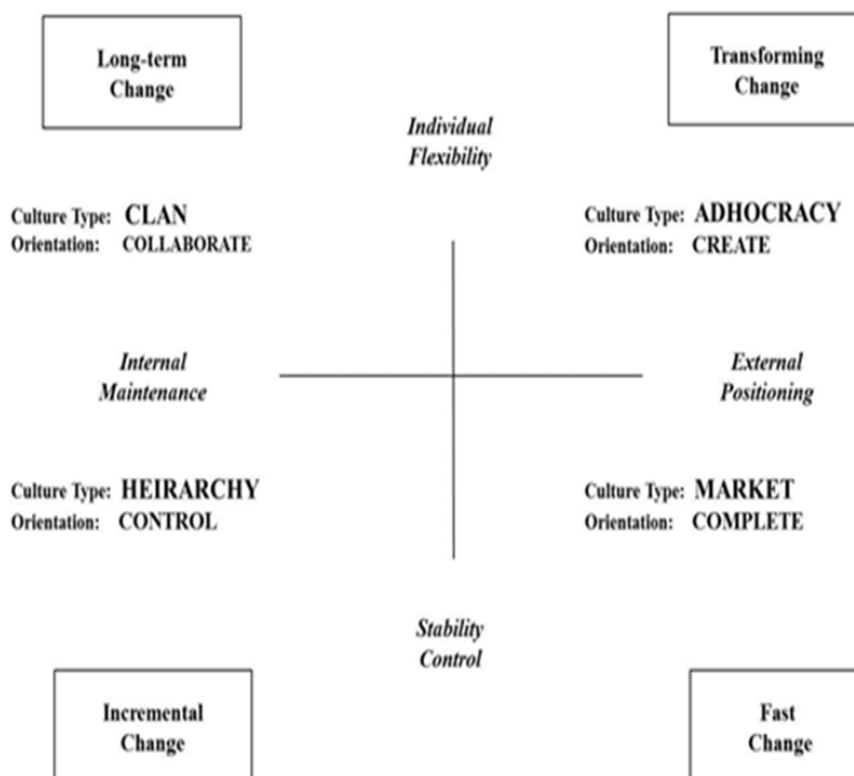 Long-term
Change
Transforming
Change
Individual
Flexibility
Culture Type: CLAN
Orientation: COLLABORATE
Culture Type: ADHOCRACY
Orientation: CREATE
Internal
Maintenance
External
Positioning
Culture Type: HEIRARCHY
Orientation: CONTROL
Culture Type: MARKET
Orientation: COMPLETE
Stability
Control
Incremental
Change
Fast
Change